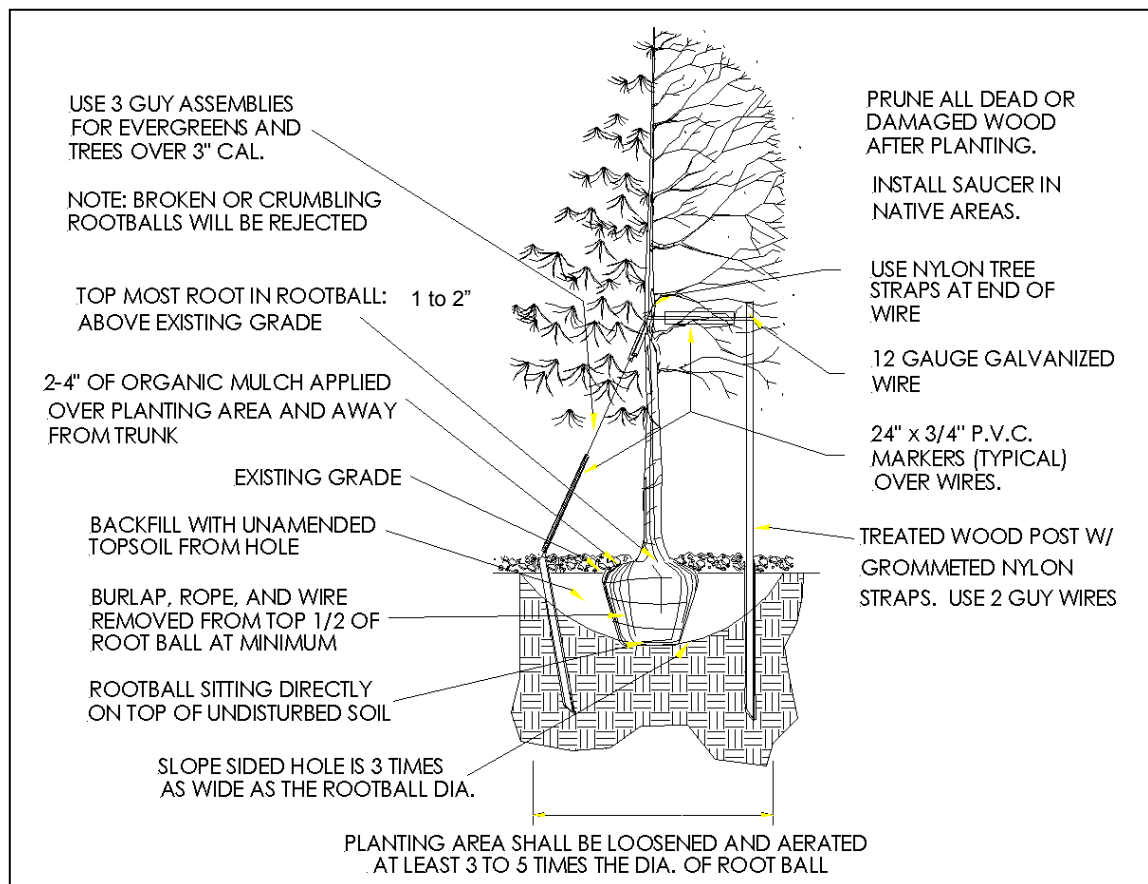 USE 3 GUY ASSEMBLIES
FOR EVERGREENS AND
TREES OVER 3" CAL.
NOTE: BROKEN OR CRUMBLING
ROOTBALLS WILL BE REJECTED
TOP MOST ROOT IN ROOTBALL: 1 to 2”
ABOVE EXISTING GRADE
2-4" OF ORGANIC MULCH APPLIED
OVER PLANTING AREA AND AWAY
FROM TRUNK
EXISTING GRADE
BACKFILL WITH UNAMENDED
TOPSOIL FROM HOLE
BURLAP, ROPE, AND WIRE
REMOVED FROM TOP 1/2 OF
ROOT BALL AT MINIMUM
ROOTBALL SITTING DIRECTLY
ON TOP OF UNDISTURBED SOIL
SLOPE SIDED HOLE IS 3 TIMES
AS WIDE AS THE ROOTBALL DIA.
PRUNE ALL DEAD OR
DAMAGED WOOD
AFTER PLANTING.
INSTALL SAUCER IN
NATIVE AREAS.
USE NYLON TREE
STRAPS AT END OF
WIRE
12 GAUGE GALVANIZED
WIRE
24" x 3/4" P.V.C.
MARKERS (TYPICAL)
OVER WIRES.
TREATED WOOD POST W/
GROMMETED NYLON
STRAPS. USE 2 GUY WIRES
PLANTING AREA SHALL BE LOOSENED AND AERATED
AT LEAST 3 TO 5 TIMES THE DIA. OF ROOT BALL